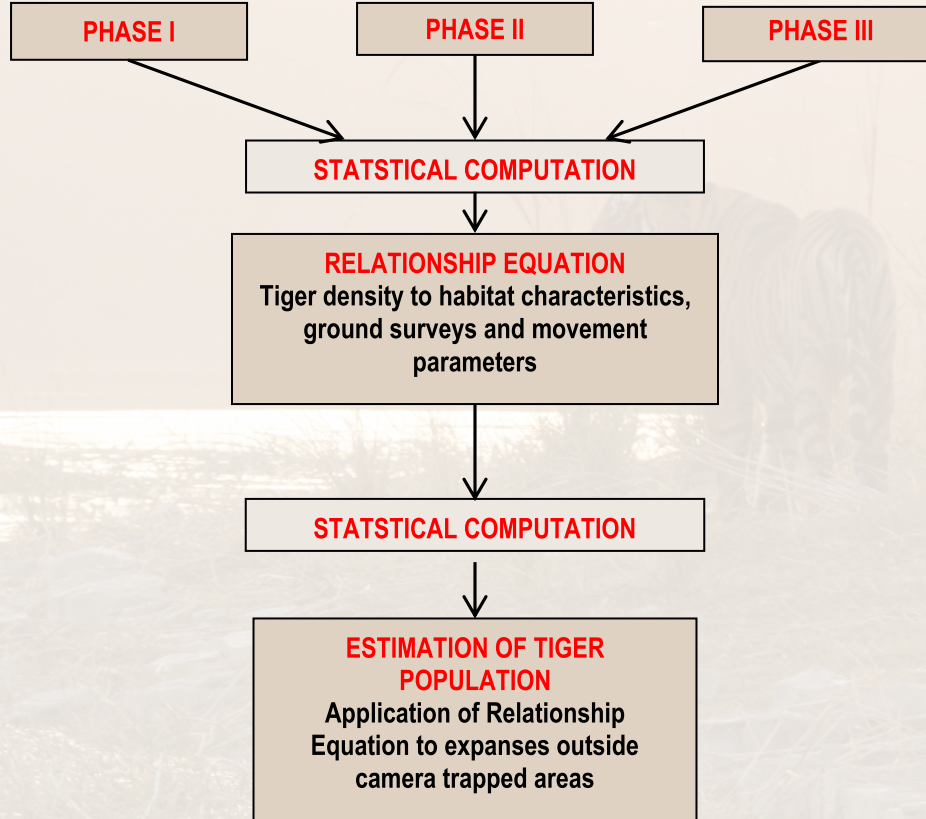 PHASE I
PHASE II
PHASE III
STATSTICAL COMPUTATION
RELATIONSHIP EQUATION
Tiger density to habitat characteristics,
ground surveys and movement
parameters
STATSTICAL COMPUTATION
ESTIMATION OF TIGER
POPULATION
Application of Relationship
Equation to expanses outside
camera trapped areas